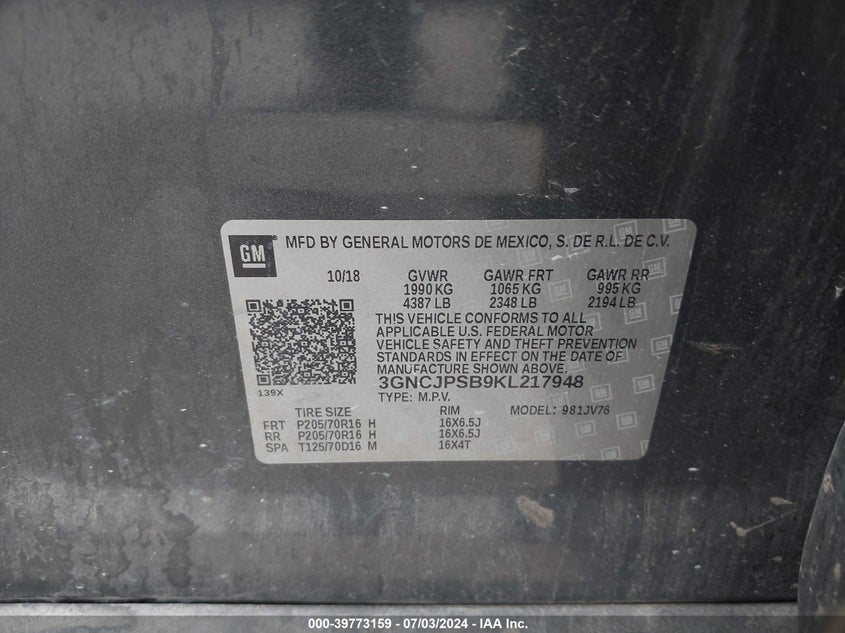 GM MFD BY GENERAL MOTORS DE MEXICO, S. DE R.L. DE C.V.
10/18 GVWR GAWR FRT GAWR RR
1990 KG 1065 KG 995 KG
4387 LB 2348 LB 2194 LB
THIS VEHICLE CONFORMS TO ALL
APPLICABLE U.S. FEDERAL MOTOR
VEHICLE SAFETY AND THEFT PREVENTION
STANDARDS IN EFFECT ON THE DATE OF
MANUFACTURE SHOWN ABOVE.
139X
3GNCJPSB9KL217948
TYPE: M.P.V. MODEL: 981JV76
TIRE SIZE RIM
FRT P205/70R16 H 16X6.5J
RR P205/70R16 H 16X6.5J
SPA T125/70D16 M 16X4T
000-39773159 - 07/03/2024 - IAA Inc.